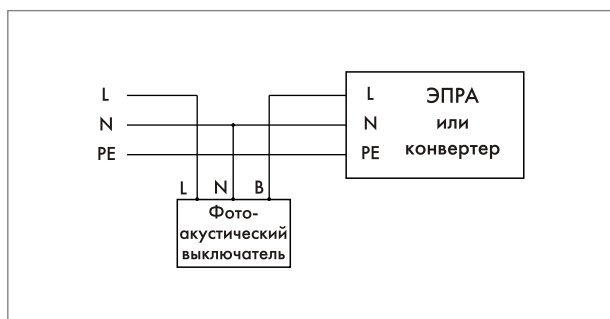 L
N
PE
L
N
PE
ЭПРА
или
конвертер
L N B
Фото-
акустический
выключатель